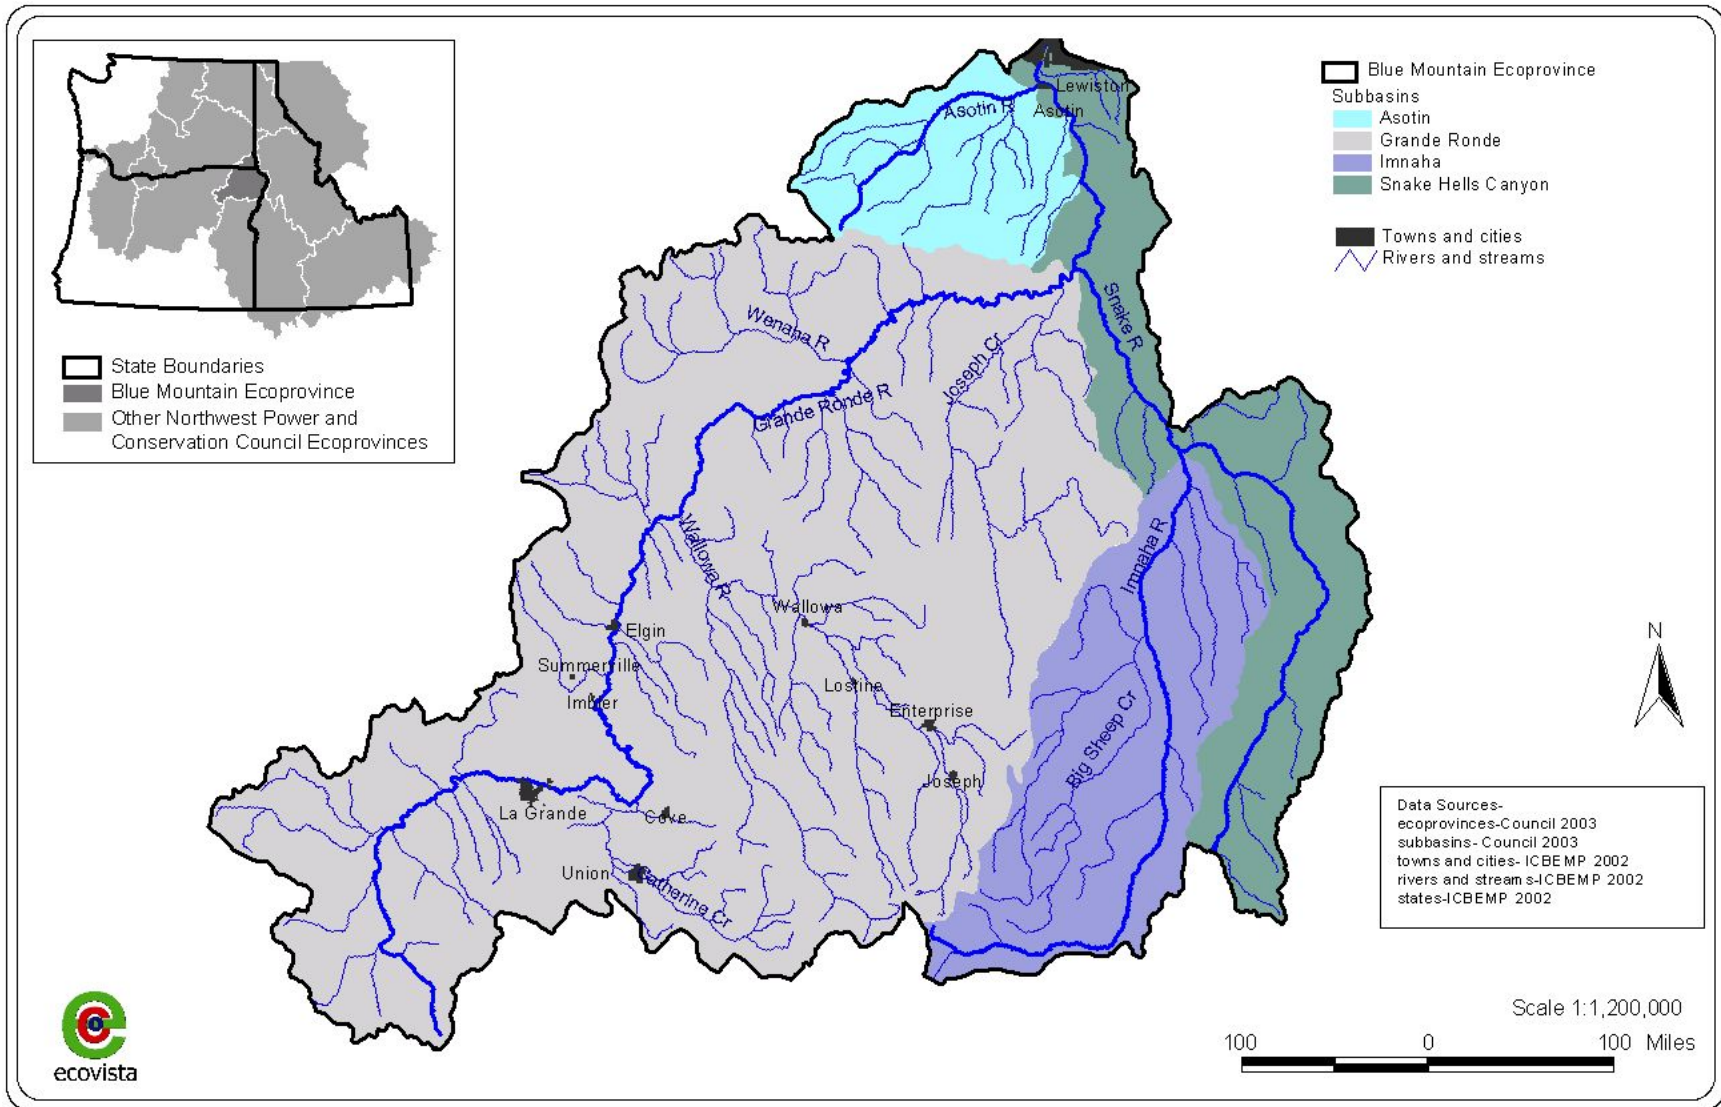 State Boundaries
Blue Mountain Ecoprovince
Other Northwest Power and
Conservation Council Ecoprovinces
Blue Mountain Ecoprovince
Subbasins
Asotin
Grande Ronde
Imnaha
Snake Hells Canyon
Towns and cities
Rivers and streams
Lewiston
Asotin R
Asotin
Snake R
Wenaha R
Joseph Cr
Grande Ronde R
Wallowa R
Imnaha R
Wallowa
Elgin
Summerville
Lostine
Imbler
Enterprise
Big Sheep Cr
Joseph
La Grande
Cove
Union
Catherine Cr
N
Data Sources-
ecoprovinces-Council 2003
subbasins- Council 2003
towns and cities- ICBEMP 2002
rivers and streams-ICBEMP 2002
states-ICBEMP 2002
Scale 1:1,200,000
100 0 100 Miles
ecovista